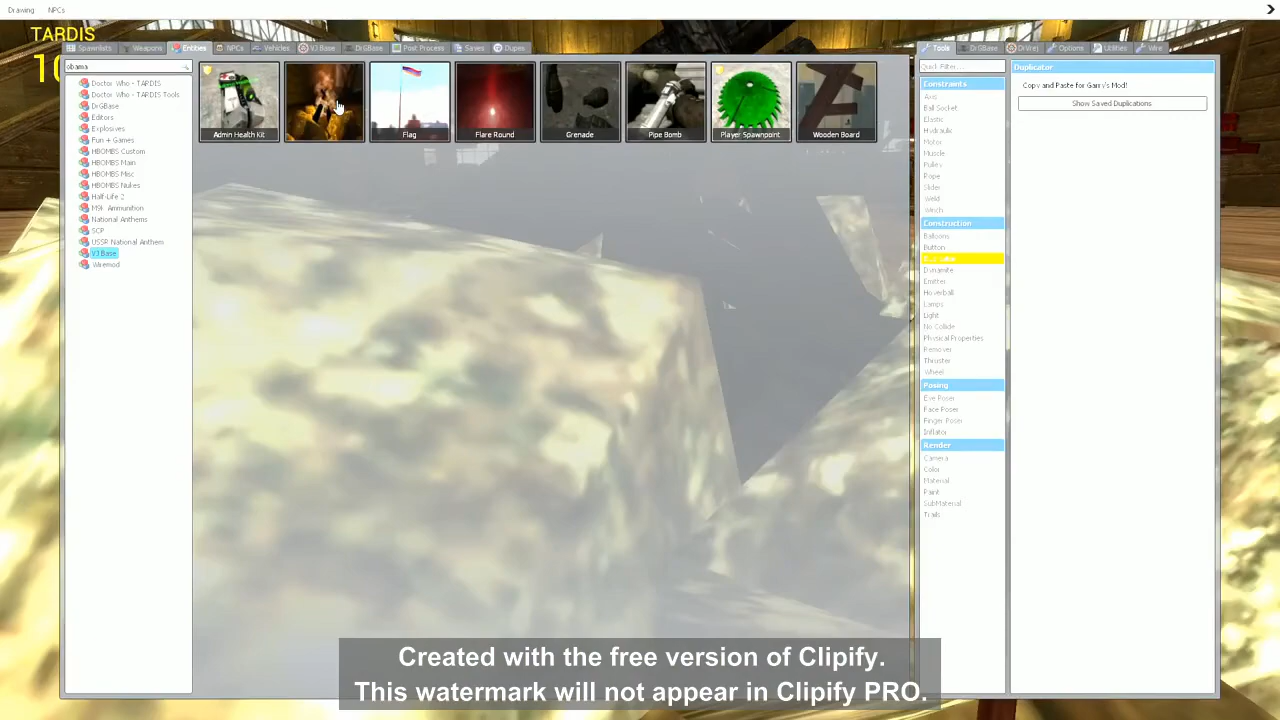 Drawing NPCs
TARDIS
10
Spawnlists Weapons Entities NPCs Vehicles VJ Base DrGBase Post Process Saves Dupes
obama
Doctor Who - TARDIS
Doctor Who - TARDIS Tools
DrGBase
Editors
Explosives
Fun + Games
HBOMBS Custom
HBOMBS Main
HBOMBS Misc
HBOMBS Nukes
Half-Life 2
M9K Ammunition
National Anthems
SCP
USSR National Anthem
VJ Base
Wiremod
Admin Health Kit
Flag
Flare Round
Grenade
Pipe Bomb
Player Spawnpoint
Wooden Board
Tools DrGBase DrVrej Options Utilities Wire
Quick Filter...
Constraints
Axis
Ball Socket
Elastic
Hydraulic
Motor
Muscle
Pulley
Rope
Slider
Weld
Winch
Construction
Balloons
Button
Duplicator
Dynamite
Emitter
Hoverball
Lamps
Light
No Collide
Physical Properties
Remover
Thruster
Wheel
Posing
Eye Poser
Face Poser
Finger Poser
Inflator
Render
Camera
Color
Material
Paint
SubMaterial
Trails
Duplicator
Copy and Paste for Garry's Mod!
Show Saved Duplications
Created with the free version of Clipify.
This watermark will not appear in Clipify PRO.